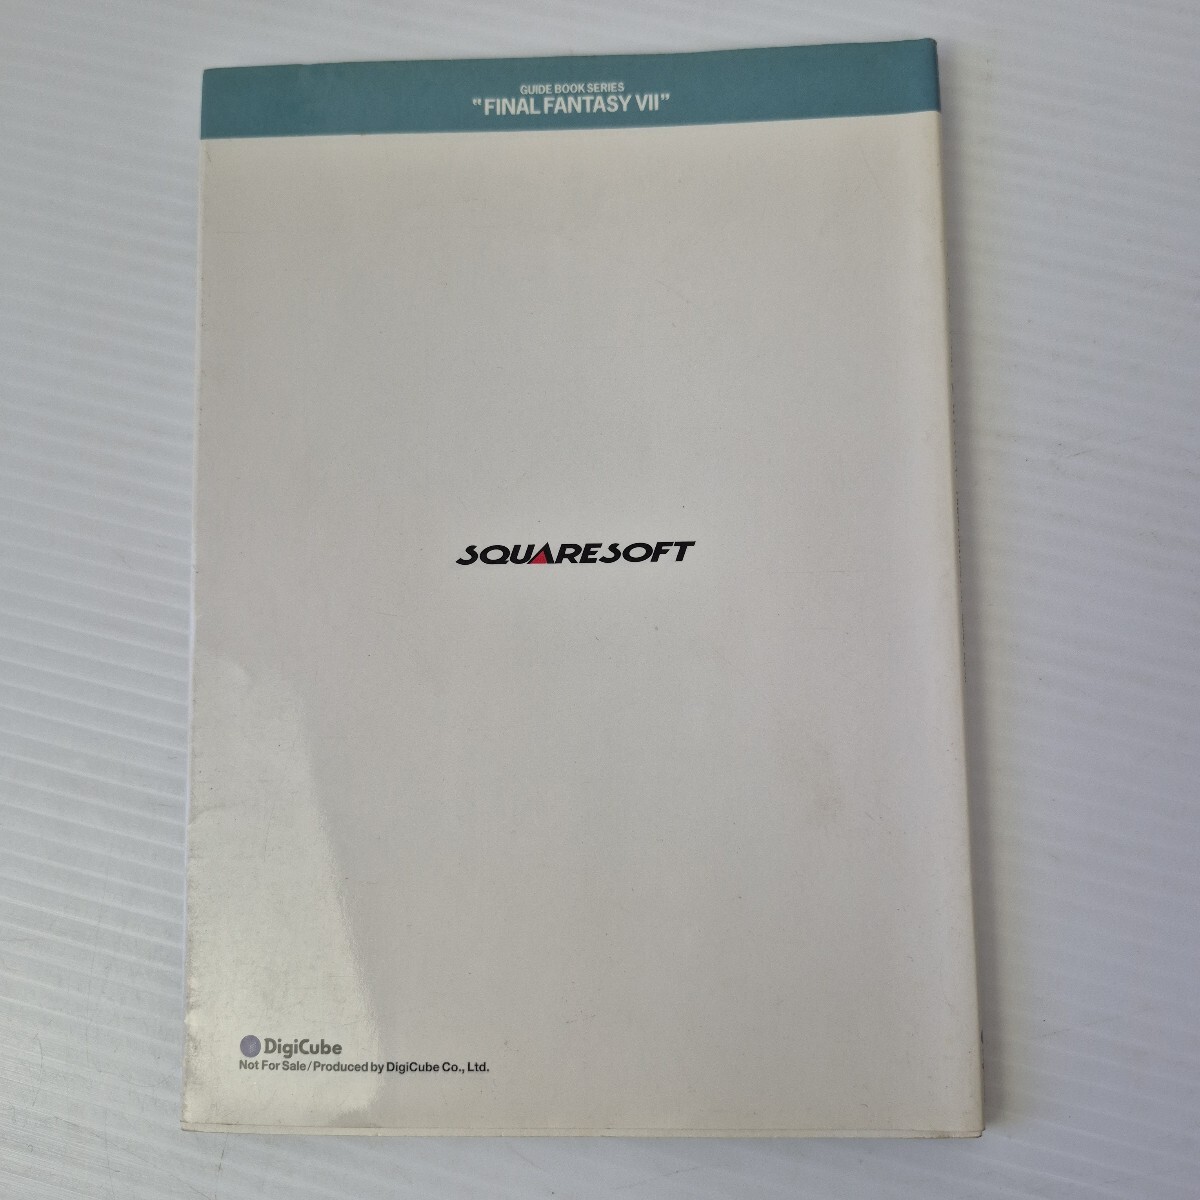 GUIDE BOOK SERIES
"FINAL FANTASY VII"
SQUARESOFT
DigiCube
Not For Sale/Produced by DigiCube Co., Ltd.